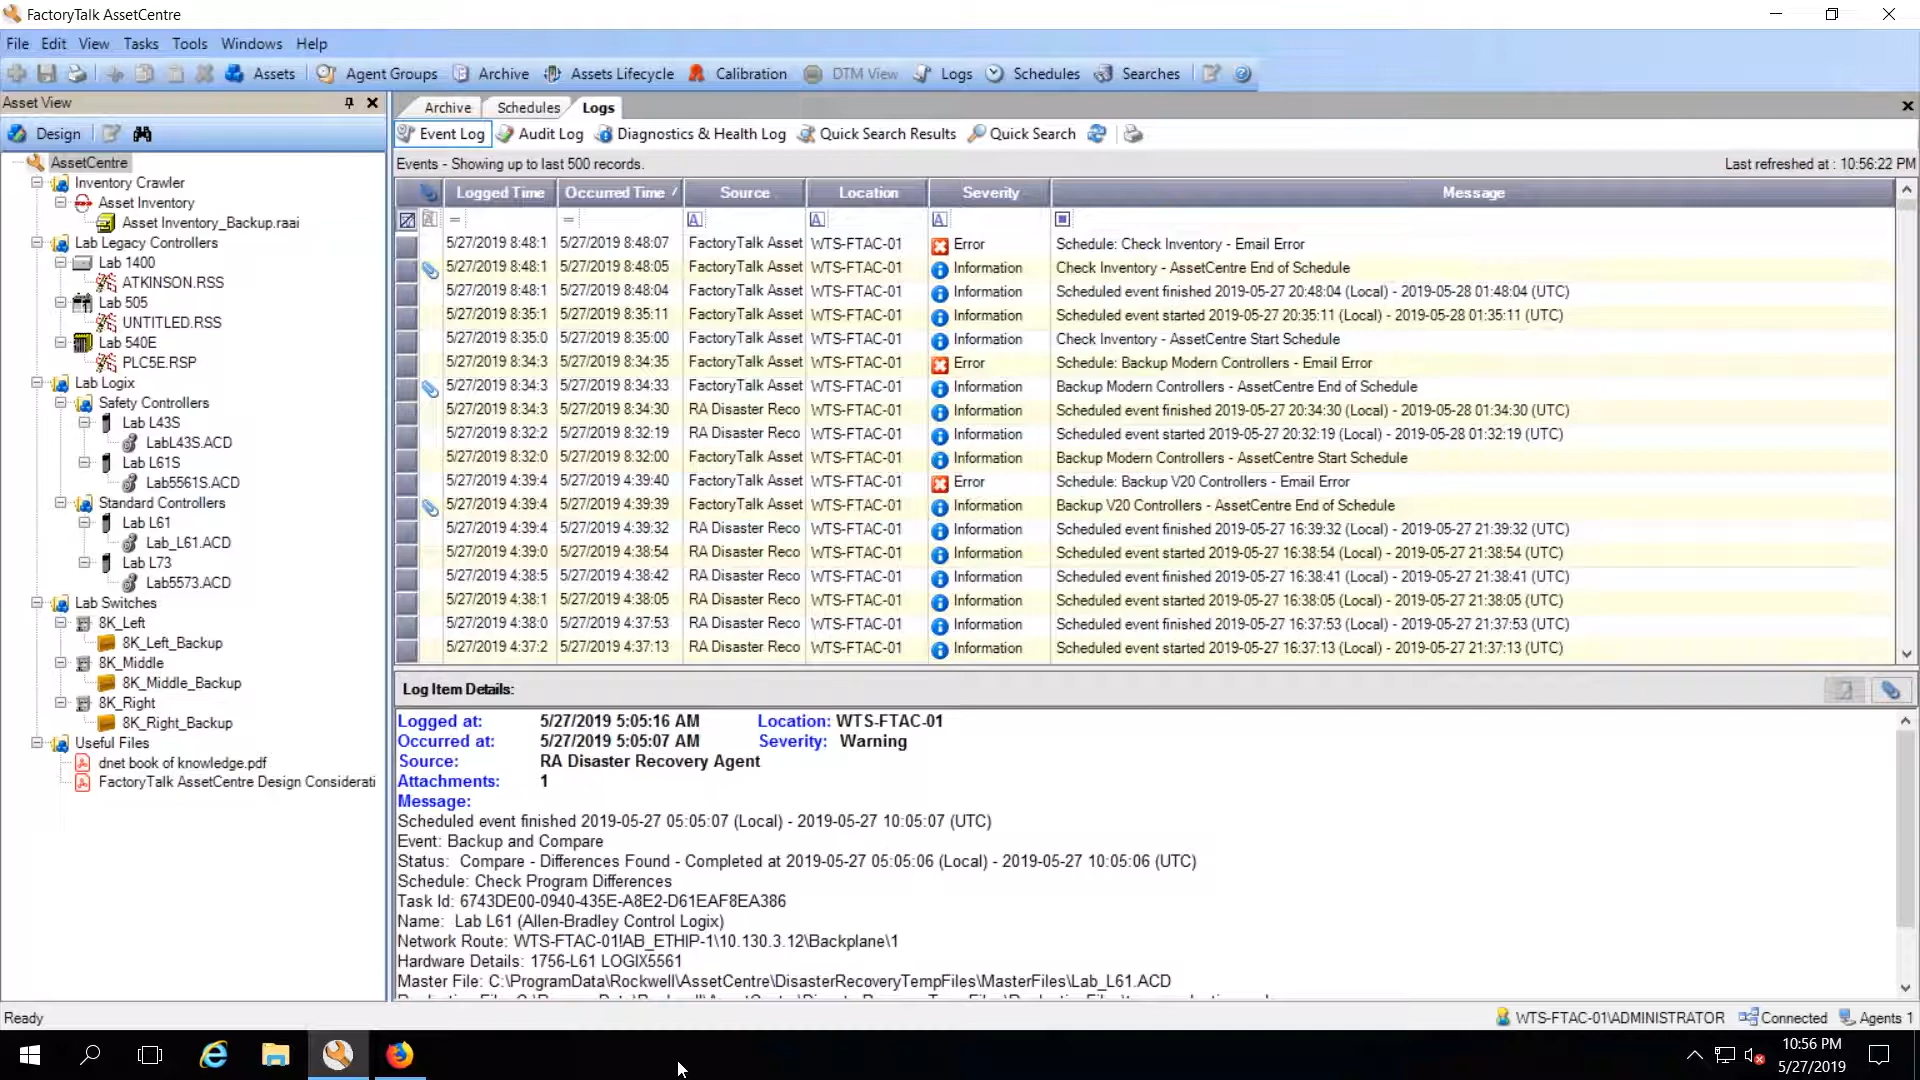 FactoryTalk AssetCentre
File Edit View Tasks Tools Windows Help
Assets Agent Groups Archive Assets Lifecycle Calibration DTM View Logs Schedules Searches
Asset View
Design
AssetCentre
Inventory Crawler
Asset Inventory
Asset Inventory_Backup.raai
Lab Legacy Controllers
Lab 1400
ATKINSON.RSS
Lab 505
UNTITLED.RSS
Lab 540E
PLC5E.RSP
Lab Logix
Safety Controllers
Lab L43S
LabL43S.ACD
Lab L61S
Lab5561S.ACD
Standard Controllers
Lab L61
Lab_L61.ACD
Lab L73
Lab5573.ACD
Lab Switches
8K_Left
8K_Left_Backup
8K_Middle
8K_Middle_Backup
8K_Right
8K_Right_Backup
Useful Files
dnet book of knowledge.pdf
FactoryTalk AssetCentre Design Considerati
Archive Schedules Logs
Event Log Audit Log Diagnostics & Health Log Quick Search Results Quick Search
Events - Showing up to last 500 records. Last refreshed at : 10:56:22 PM
Logged Time Occurred Time / Source Location Severity Message
= = A A A
5/27/2019 8:48:1 5/27/2019 8:48:07 FactoryTalk Asset WTS-FTAC-01 Error Schedule: Check Inventory - Email Error
5/27/2019 8:48:1 5/27/2019 8:48:05 FactoryTalk Asset WTS-FTAC-01 Information Check Inventory - AssetCentre End of Schedule
5/27/2019 8:48:1 5/27/2019 8:48:04 FactoryTalk Asset WTS-FTAC-01 Information Scheduled event finished 2019-05-27 20:48:04 (Local) - 2019-05-28 01:48:04 (UTC)
5/27/2019 8:35:1 5/27/2019 8:35:11 FactoryTalk Asset WTS-FTAC-01 Information Scheduled event started 2019-05-27 20:35:11 (Local) - 2019-05-28 01:35:11 (UTC)
5/27/2019 8:35:0 5/27/2019 8:35:00 FactoryTalk Asset WTS-FTAC-01 Information Check Inventory - AssetCentre Start Schedule
5/27/2019 8:34:3 5/27/2019 8:34:35 FactoryTalk Asset WTS-FTAC-01 Error Schedule: Backup Modern Controllers - Email Error
5/27/2019 8:34:3 5/27/2019 8:34:33 FactoryTalk Asset WTS-FTAC-01 Information Backup Modern Controllers - AssetCentre End of Schedule
5/27/2019 8:34:3 5/27/2019 8:34:30 RA Disaster Reco WTS-FTAC-01 Information Scheduled event finished 2019-05-27 20:34:30 (Local) - 2019-05-28 01:34:30 (UTC)
5/27/2019 8:32:2 5/27/2019 8:32:19 RA Disaster Reco WTS-FTAC-01 Information Scheduled event started 2019-05-27 20:32:19 (Local) - 2019-05-28 01:32:19 (UTC)
5/27/2019 8:32:0 5/27/2019 8:32:00 FactoryTalk Asset WTS-FTAC-01 Information Backup Modern Controllers - AssetCentre Start Schedule
5/27/2019 4:39:4 5/27/2019 4:39:40 FactoryTalk Asset WTS-FTAC-01 Error Schedule: Backup V20 Controllers - Email Error
5/27/2019 4:39:4 5/27/2019 4:39:39 FactoryTalk Asset WTS-FTAC-01 Information Backup V20 Controllers - AssetCentre End of Schedule
5/27/2019 4:39:4 5/27/2019 4:39:32 RA Disaster Reco WTS-FTAC-01 Information Scheduled event finished 2019-05-27 16:39:32 (Local) - 2019-05-27 21:39:32 (UTC)
5/27/2019 4:39:0 5/27/2019 4:38:54 RA Disaster Reco WTS-FTAC-01 Information Scheduled event started 2019-05-27 16:38:54 (Local) - 2019-05-27 21:38:54 (UTC)
5/27/2019 4:38:5 5/27/2019 4:38:42 RA Disaster Reco WTS-FTAC-01 Information Scheduled event finished 2019-05-27 16:38:41 (Local) - 2019-05-27 21:38:41 (UTC)
5/27/2019 4:38:1 5/27/2019 4:38:05 RA Disaster Reco WTS-FTAC-01 Information Scheduled event started 2019-05-27 16:38:05 (Local) - 2019-05-27 21:38:05 (UTC)
5/27/2019 4:38:0 5/27/2019 4:37:53 RA Disaster Reco WTS-FTAC-01 Information Scheduled event finished 2019-05-27 16:37:53 (Local) - 2019-05-27 21:37:53 (UTC)
5/27/2019 4:37:2 5/27/2019 4:37:13 RA Disaster Reco WTS-FTAC-01 Information Scheduled event started 2019-05-27 16:37:13 (Local) - 2019-05-27 21:37:13 (UTC)
Log Item Details:
Logged at: 5/27/2019 5:05:16 AM Location: WTS-FTAC-01
Occurred at: 5/27/2019 5:05:07 AM Severity: Warning
Source: RA Disaster Recovery Agent
Attachments: 1
Message:
Scheduled event finished 2019-05-27 05:05:07 (Local) - 2019-05-27 10:05:07 (UTC)
Event: Backup and Compare
Status: Compare - Differences Found - Completed at 2019-05-27 05:05:06 (Local) - 2019-05-27 10:05:06 (UTC)
Schedule: Check Program Differences
Task Id: 6743DE00-0940-435E-A8E2-D61EAF8EA386
Name: Lab L61 (Allen-Bradley Control Logix)
Network Route: WTS-FTAC-01!AB_ETHIP-1\10.130.3.12\Backplane\1
Hardware Details: 1756-L61 LOGIX5561
Master File: C:\ProgramData\Rockwell\AssetCentre\DisasterRecoveryTempFiles\MasterFiles\Lab_L61.ACD
Ready WTS-FTAC-01\ADMINISTRATOR Connected Agents 1
10:56 PM
5/27/2019